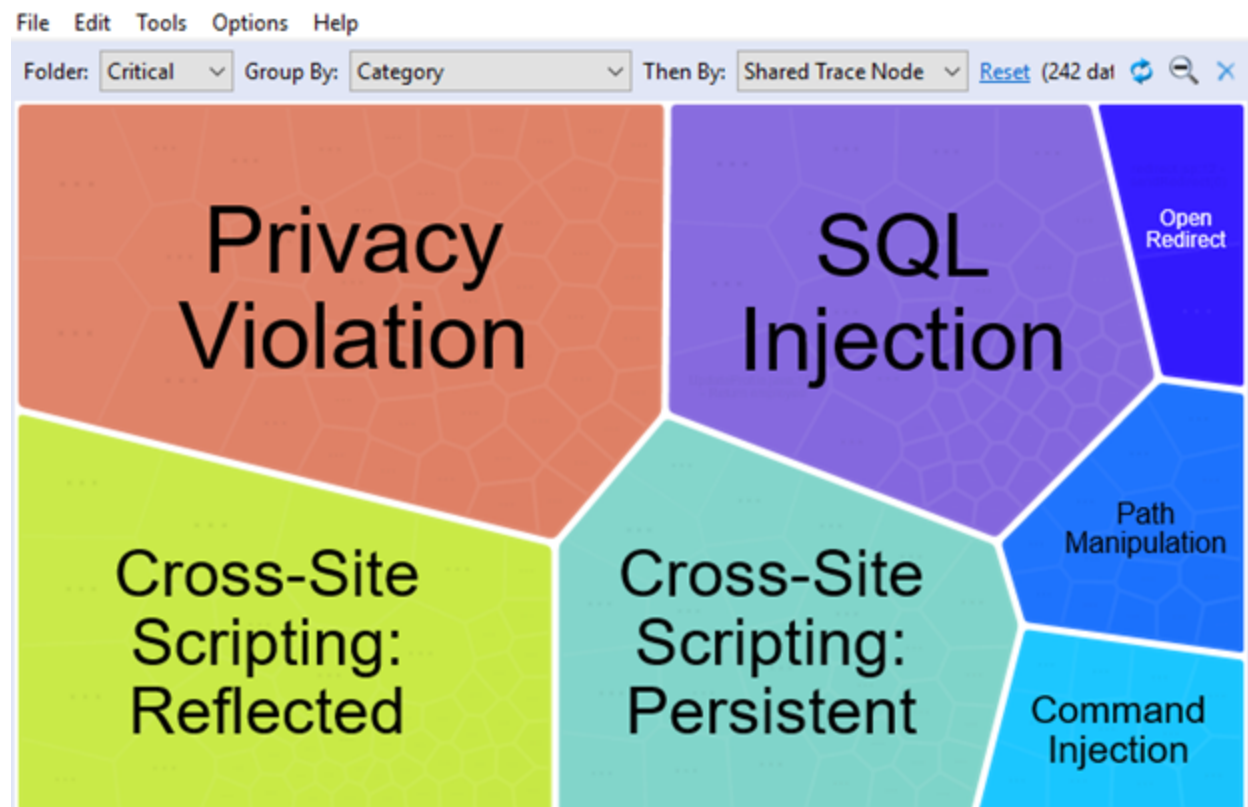 File Edit Tools Options Help
Folder: Critical Group By: Category Then By: Shared Trace Node Reset (242 dat
Privacy
Violation
SQL
Injection
Open
Redirect
Path
Manipulation
Cross-Site
Scripting:
Reflected
Cross-Site
Scripting:
Persistent
Command
Injection